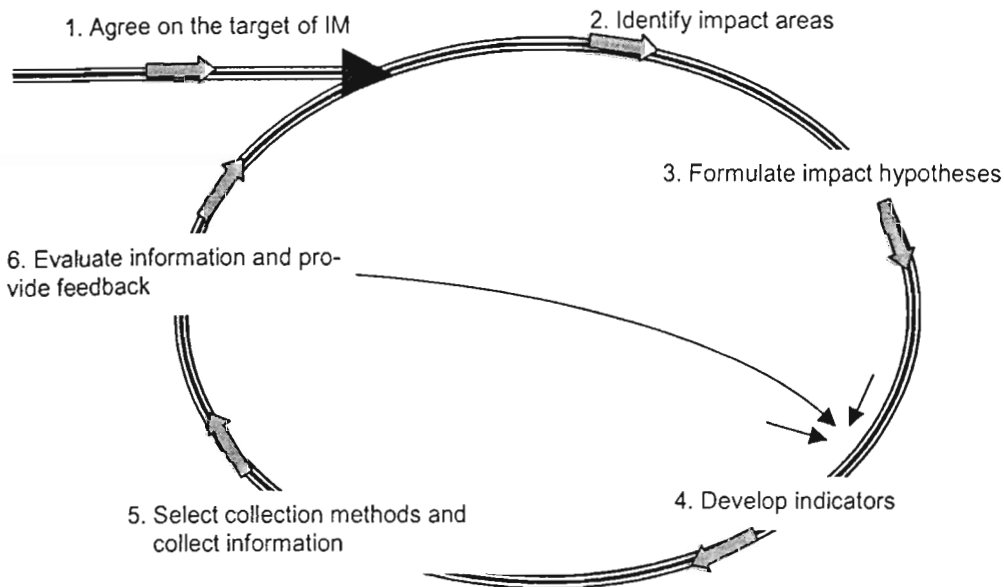 1. Agree on the target of IM
2. Identify impact areas
3. Formulate impact hypotheses
4. Develop indicators
5. Select collection methods and
collect information
6. Evaluate information and pro-
vide feedback